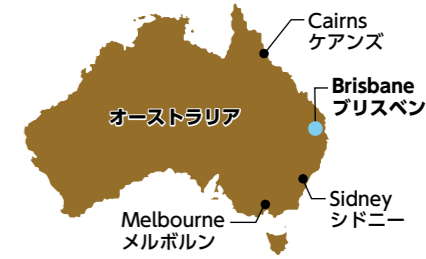 Cairns
ケアンズ
Brisbane
ブリスベン
オーストラリア
Sidney
シドニー
Melbourne
メルボルン